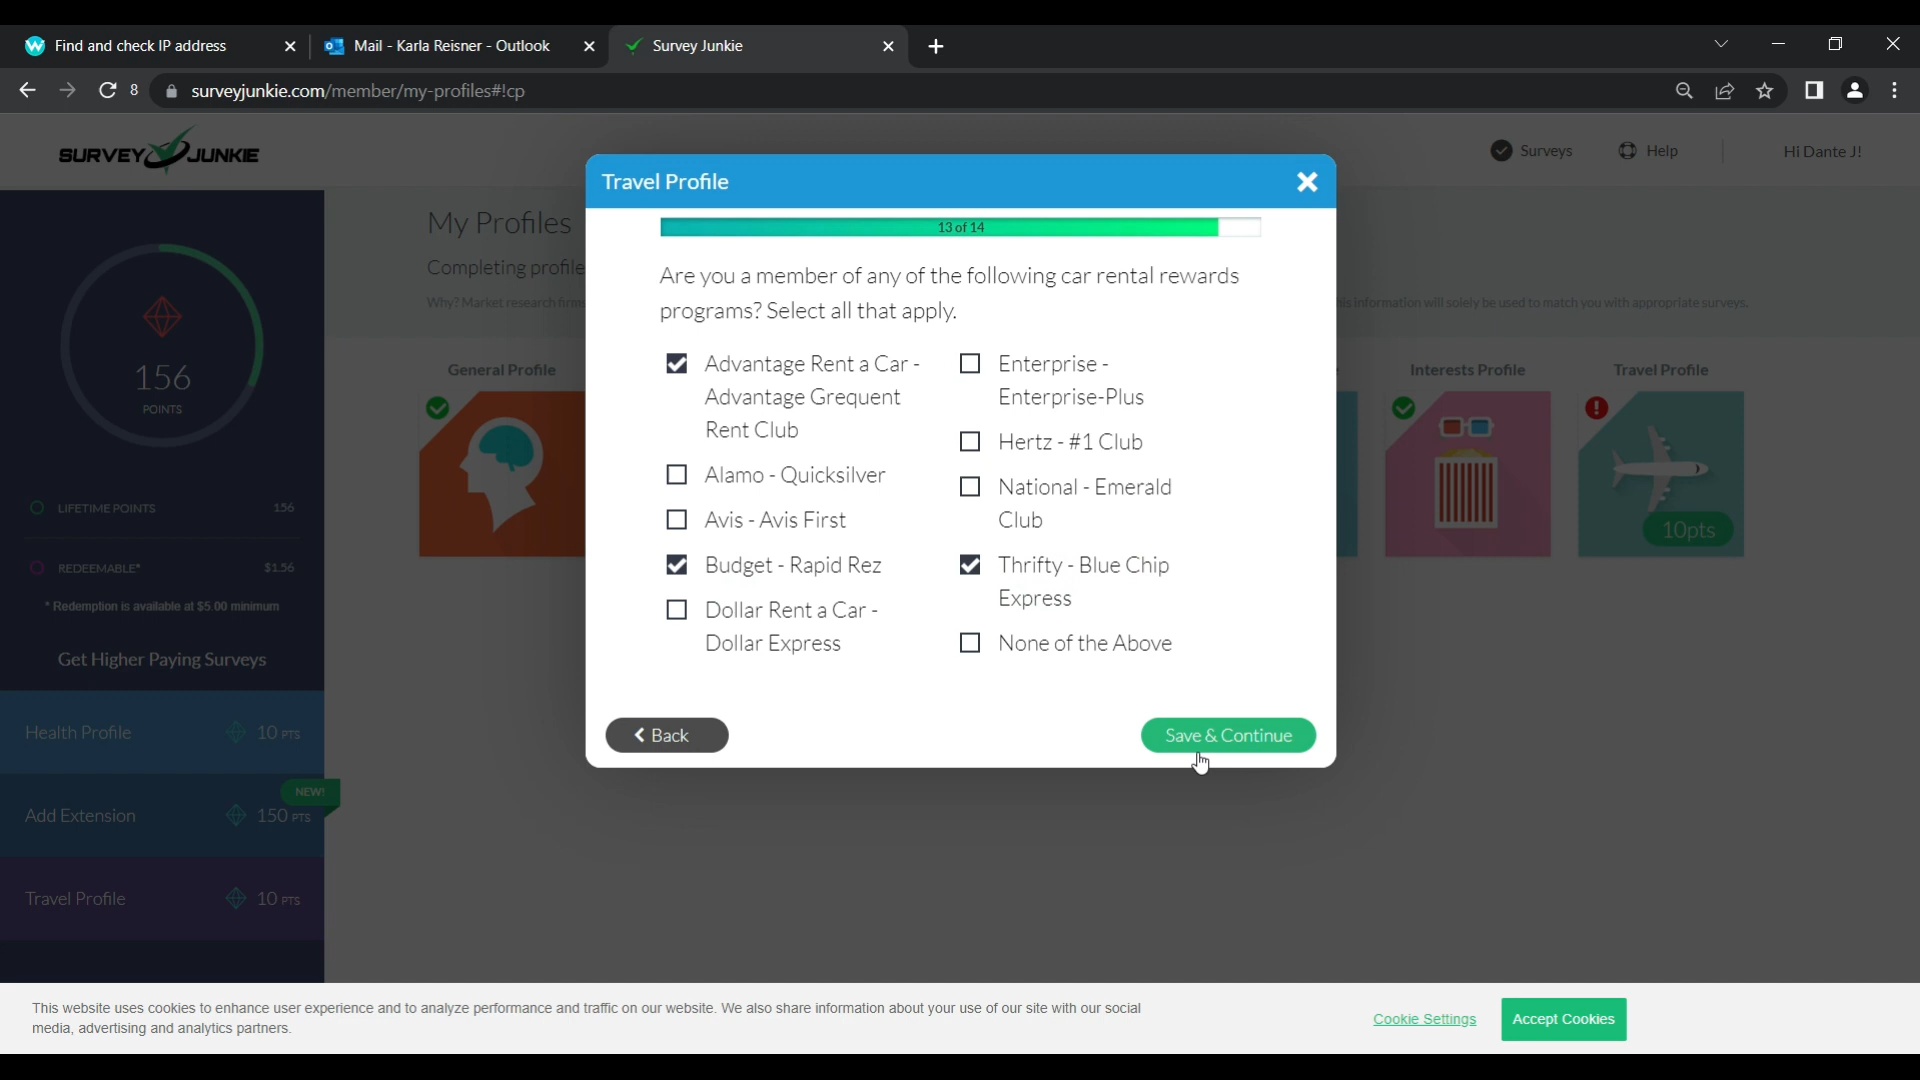 Find and check IP address
Mail - Karla Reisner - Outlook
Survey Junkie
8
surveyjunkie.com/member/my-profiles#!cp
SURVEY JUNKIE
Surveys
Help
Hi Dante J!
Travel Profile
13 of 14
My Profiles
Completing profile
Why? Market research firms
is information will solely be used to match you with appropriate surveys.
Are you a member of any of the following car rental rewards
programs? Select all that apply.
Advantage Rent a Car -
Advantage Grequent
Rent Club
Alamo - Quicksilver
Avis - Avis First
Budget - Rapid Rez
Dollar Rent a Car -
Dollar Express
Enterprise -
Enterprise-Plus
Hertz - #1 Club
National - Emerald
Club
Thrifty - Blue Chip
Express
None of the Above
Back
Save & Continue
General Profile
Interests Profile
Travel Profile
10pts
156
POINTS
LIFETIME POINTS 156
REDEEMABLE* $1.56
* Redemption is available at $5.00 minimum
Get Higher Paying Surveys
Health Profile 10 PTS
NEW!
Add Extension 150 PTS
Travel Profile 10 PTS
This website uses cookies to enhance user experience and to analyze performance and traffic on our website. We also share information about your use of our site with our social
media, advertising and analytics partners.
Cookie Settings
Accept Cookies